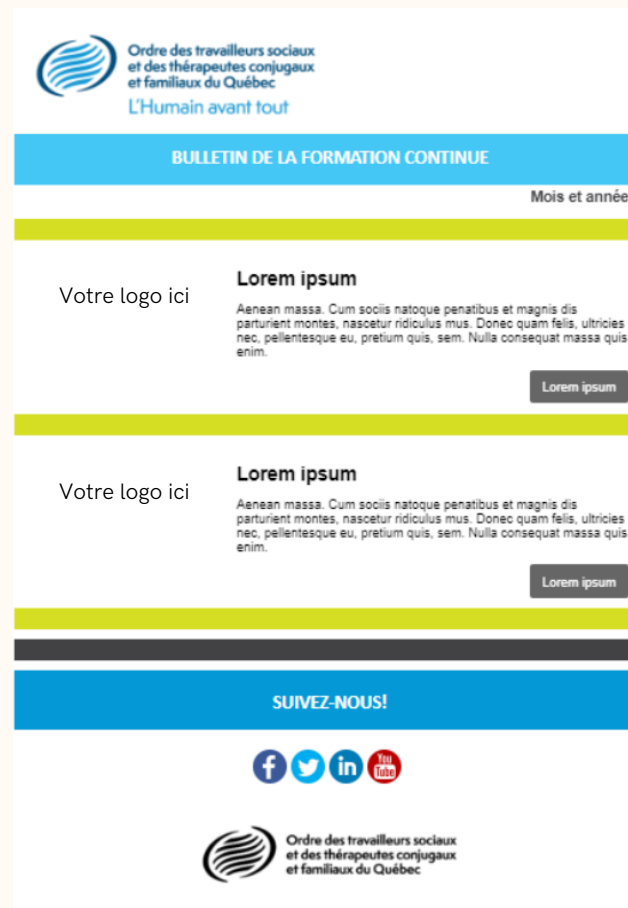 Ordre des travailleurs sociaux
et des thérapeutes conjugaux
et familiaux du Québec
L'Humain avant tout
BULLETIN DE LA FORMATION CONTINUE
Mois et année
Votre logo ici
Lorem ipsum
Aenean massa. Cum sociis natoque penatibus et magnis dis
parturient montes, nascetur ridiculus mus. Donec quam felis, ultricies
nec, pellentesque eu, pretium quis, sem. Nulla consequat massa quis
enim.
Lorem ipsum
Votre logo ici
Lorem ipsum
Aenean massa. Cum sociis natoque penatibus et magnis dis
parturient montes, nascetur ridiculus mus. Donec quam felis, ultricies
nec, pellentesque eu, pretium quis, sem. Nulla consequat massa quis
enim.
Lorem ipsum
SUIVEZ-NOUS!
f
in
You
Tube
Ordre des travailleurs sociaux
et des thérapeutes conjugaux
et familiaux du Québec